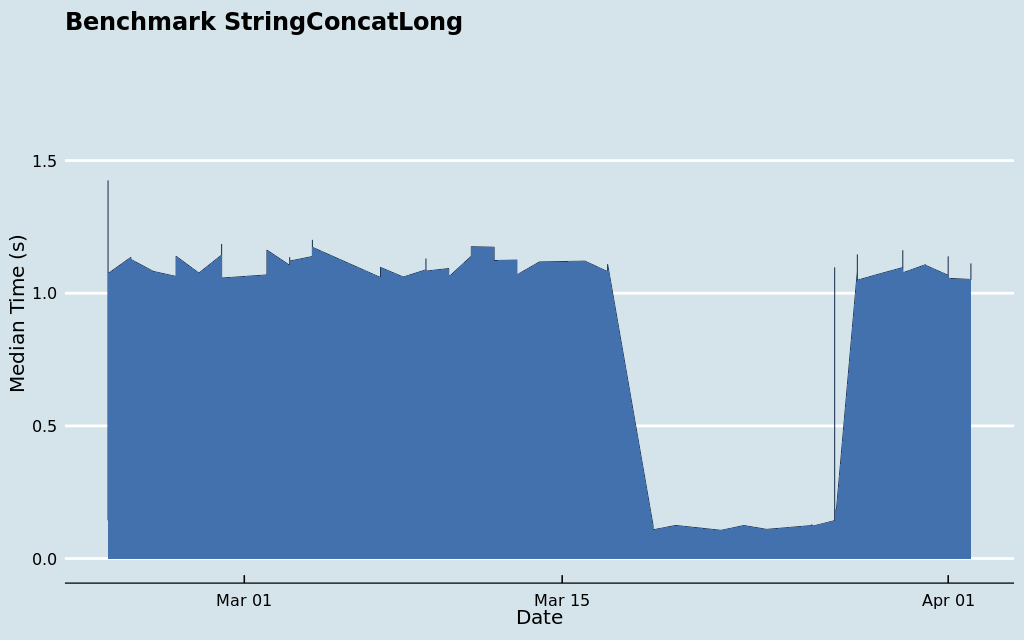 Benchmark StringConcatLong
Median Time (s)
1.5
1.0
0.5
0.0
Mar 01
Mar 15
Apr 01
Date